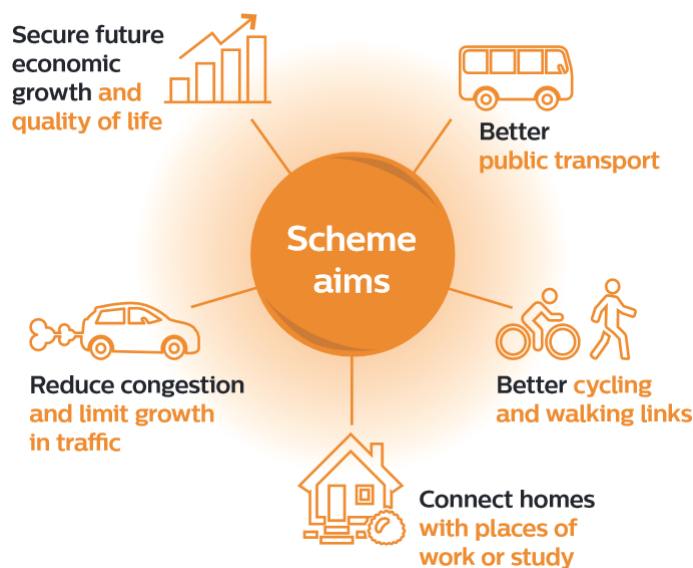 Secure future
economic
growth and
quality of life
Better
public transport
Scheme
aims
Reduce congestion
and limit growth
in traffic
Better cycling
and walking links
Connect homes
with places of
work or study